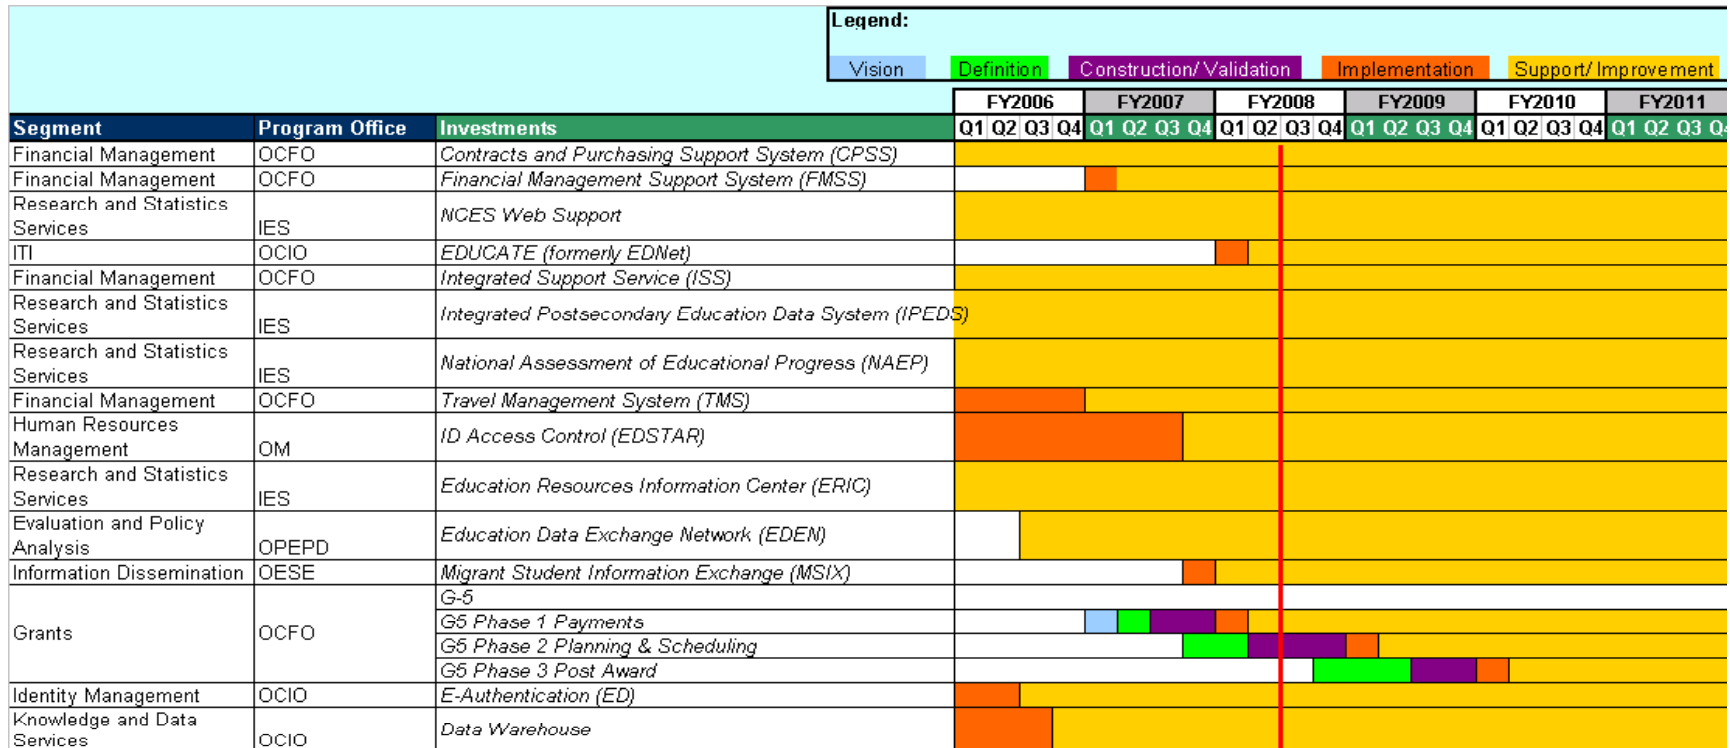 Legend:
Vision Definition Construction/Validation Implementation Support/Improvement
FY2006 FY2007 FY2008 FY2009 FY2010 FY2011
Segment Program Office Investments Q1 Q2 Q3 Q4 Q1 Q2 Q3 Q4 Q1 Q2 Q3 Q4 Q1 Q2 Q3 Q4 Q1 Q2 Q3 Q4 Q1 Q2 Q3 Q4
Financial Management OCFO Contracts and Purchasing Support System (CPSS)
Financial Management OCFO Financial Management Support System (FMSS)
Research and Statistics
Services IES NCES Web Support
ITI OCIO EDUCATE (formerly EDNet)
Financial Management OCFO Integrated Support Service (ISS)
Research and Statistics
Services IES Integrated Postsecondary Education Data System (IPEDS)
Research and Statistics
Services IES National Assessment of Educational Progress (NAEP)
Financial Management OCFO Travel Management System (TMS)
Human Resources
Management OM ID Access Control (EDSTAR)
Research and Statistics
Services IES Education Resources Information Center (ERIC)
Evaluation and Policy
Analysis OPEPD Education Data Exchange Network (EDEN)
Information Dissemination OESE Migrant Student Information Exchange (MSIX)
Grants OCFO G-5
G5 Phase 1 Payments
G5 Phase 2 Planning & Scheduling
G5 Phase 3 Post Award
Identity Management OCIO E-Authentication (ED)
Knowledge and Data
Services OCIO Data Warehouse